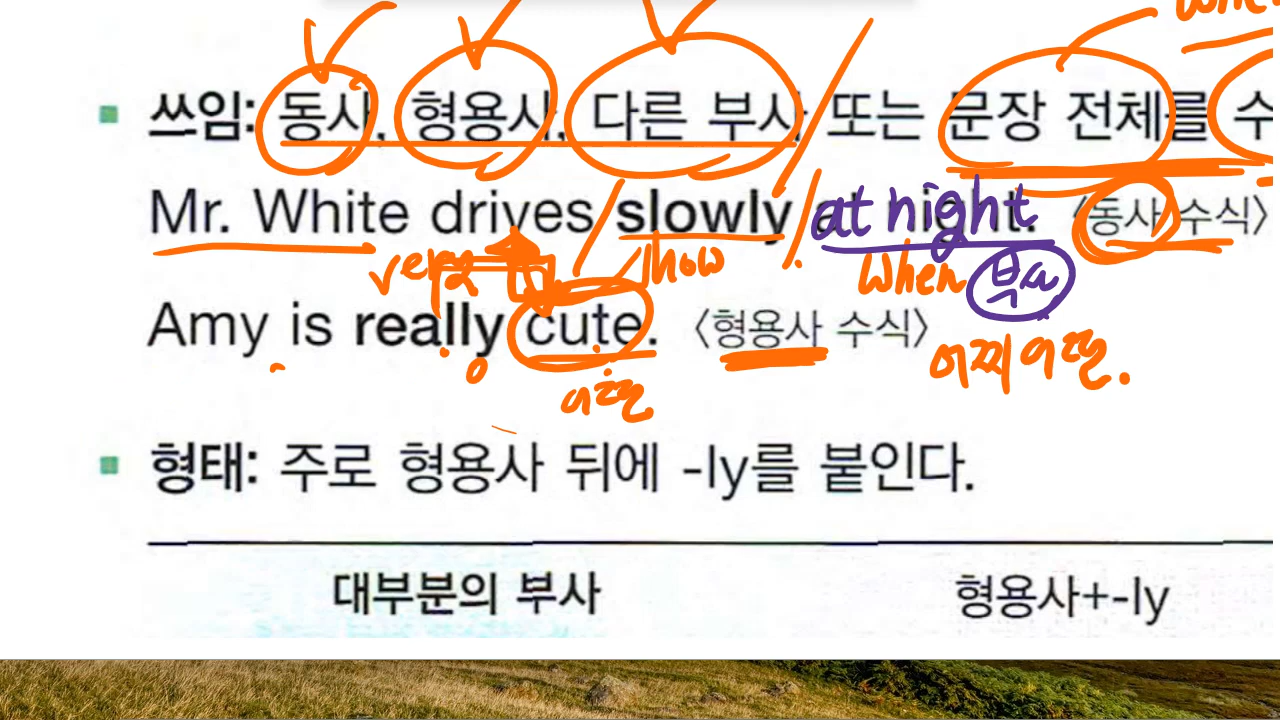 쓰임: 동사, 형용사, 다른 부사 또는 문장 전체를 수
Mr. White drives slowly at night. 〈동사 수식〉
very how when 부사
Amy is really cute. 〈형용사 수식〉
어찌 어쩔.
형태: 주로 형용사 뒤에 -ly를 붙인다.
대부분의 부사 형용사+-ly